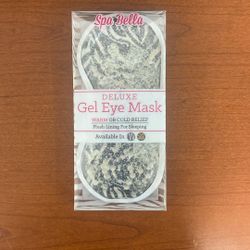 Spa Bella
DELUXE
Gel Eye Mask
WARM OR COLD RELIEF
Plush Lining For Sleeping
Available In